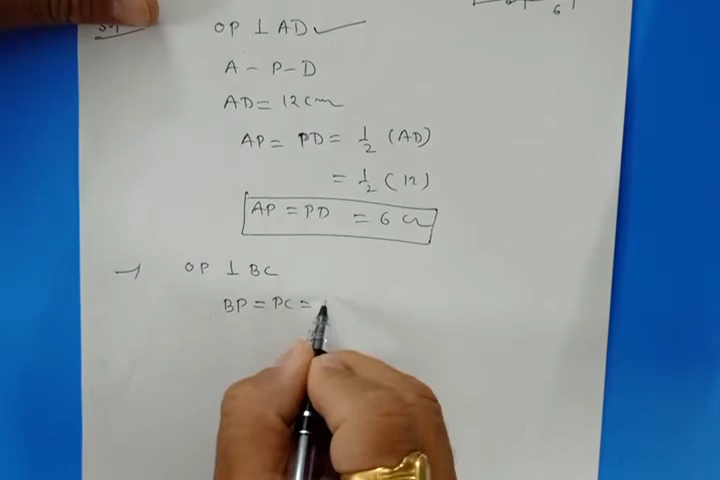 OP ⊥ AD ✓
A - P - D
AD = 12 cm
AP = PD = 1/2 (AD)
= 1/2 (12)
AP = PD = 6 cm
→ OP ⊥ BC
BP = PC =